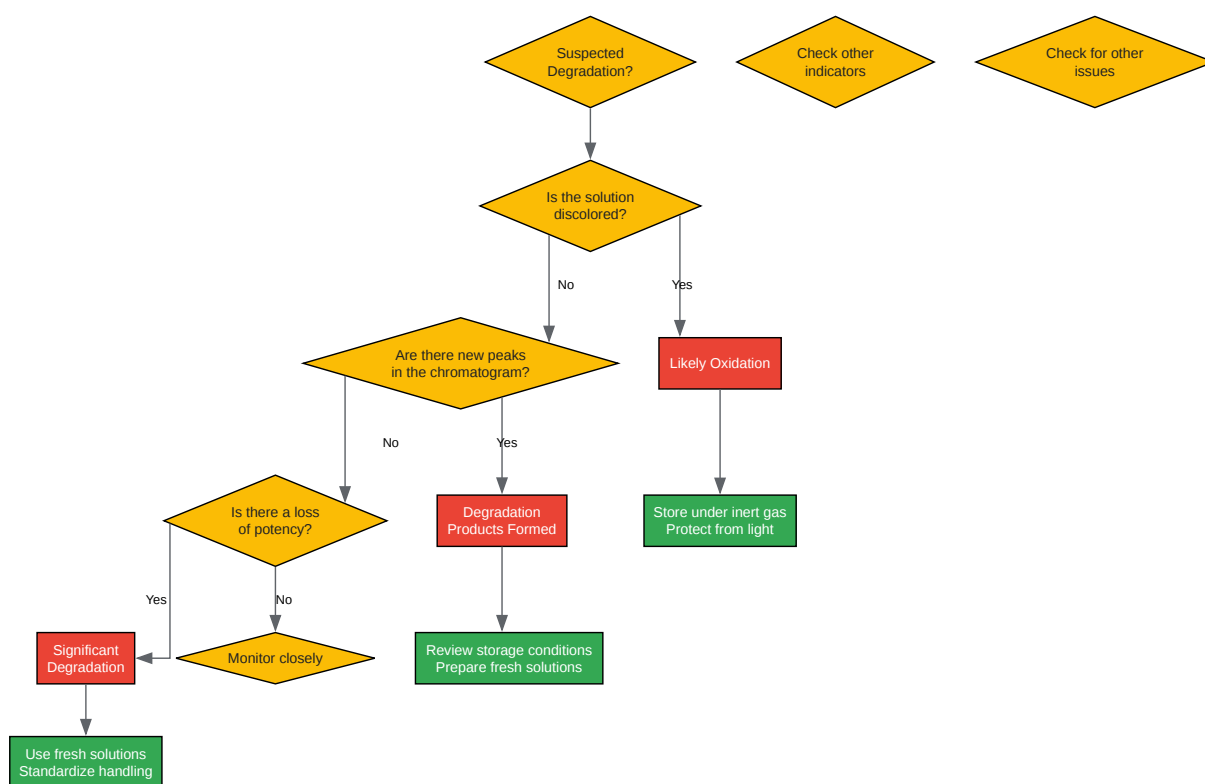 Suspected
Degradation?
Check other
indicators
Check for other
issues
Is the solution
discolored?
No
Yes
Are there new peaks
in the chromatogram?
Likely Oxidation
No
Yes
Is there a loss
of potency?
Degradation
Products Formed
Store under inert gas
Protect from light
Yes
No
Significant
Degradation
Monitor closely
Review storage conditions
Prepare fresh solutions
Use fresh solutions
Standardize handling